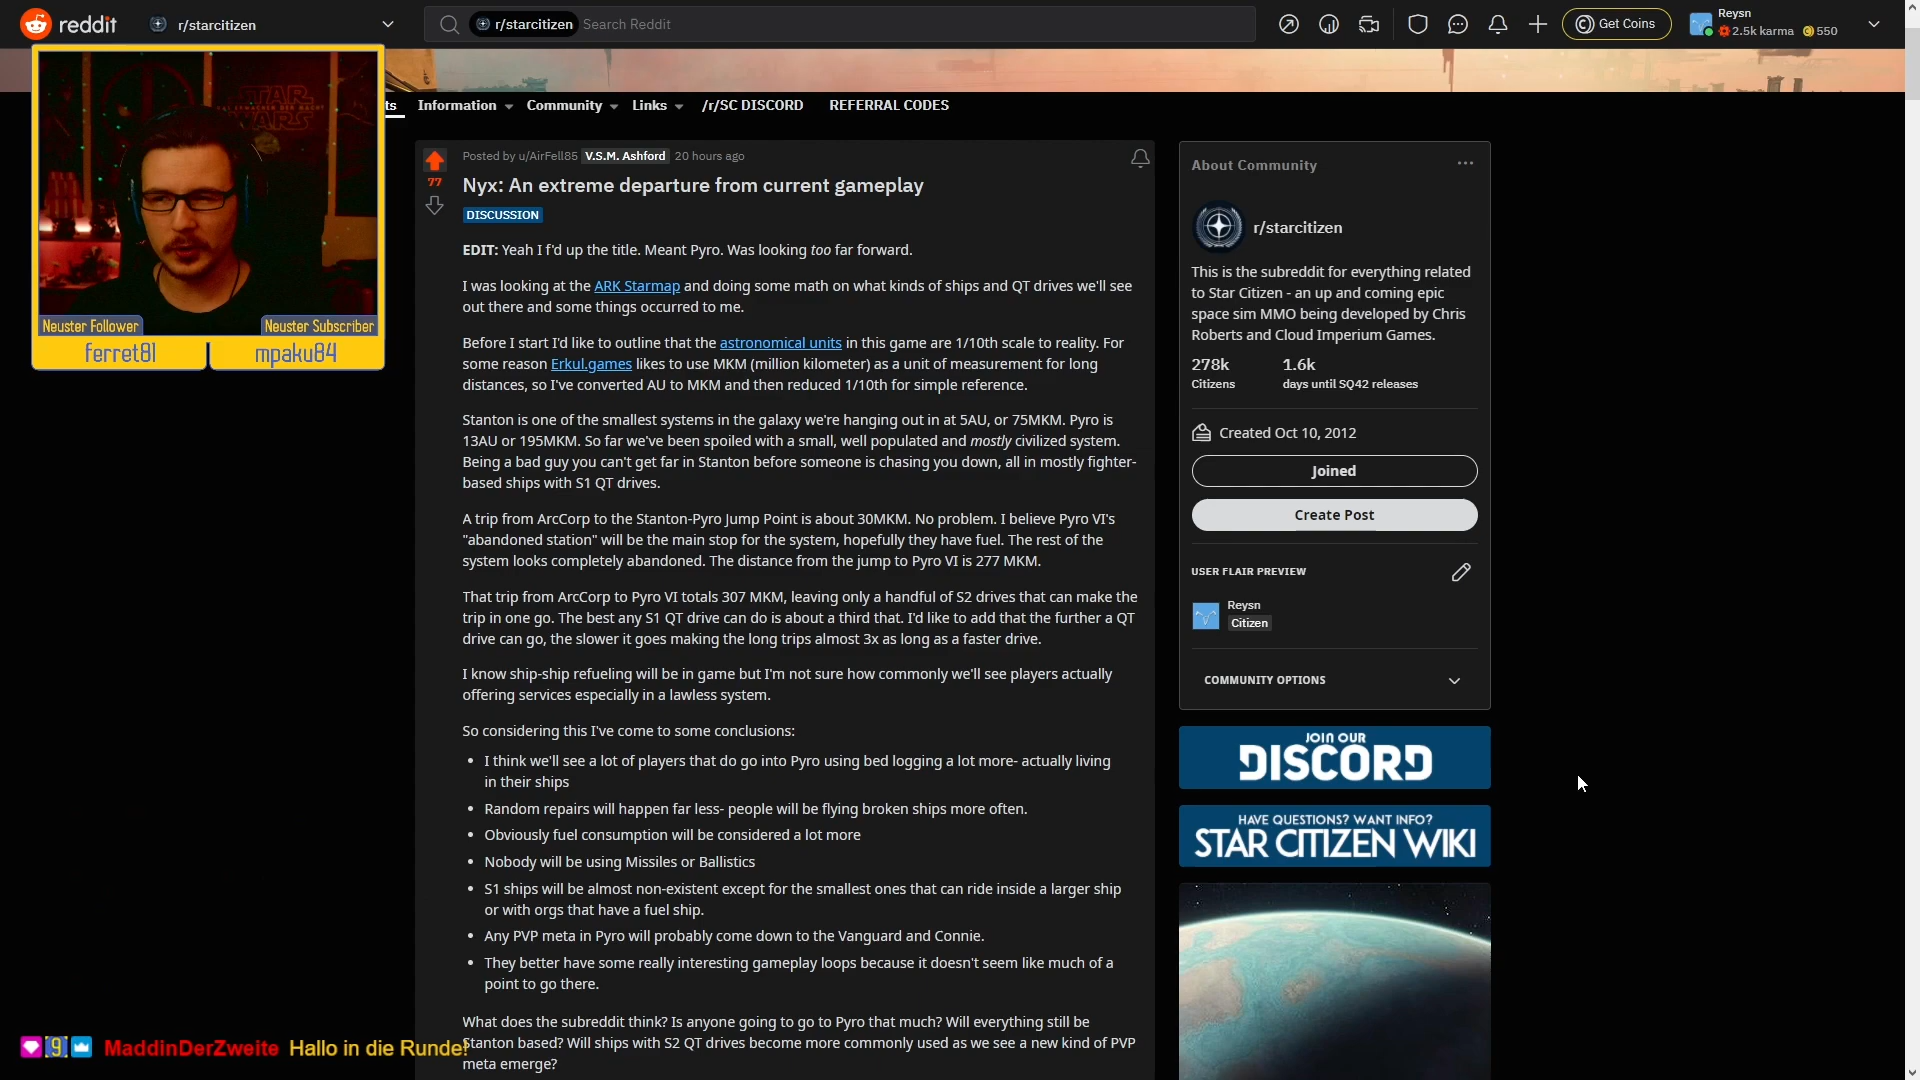 reddit
r/starcitizen
r/starcitizen Search Reddit
Get Coins
Reysn
2.5k karma 550
ts Information Community Links /r/SC DISCORD REFERRAL CODES
STAR WARS
Neuster Follower
Neuster Subscriber
ferret81
mpaku84
Posted by u/AirFell85 V.S.M. Ashford 20 hours ago
77
Nyx: An extreme departure from current gameplay
DISCUSSION
EDIT: Yeah I f'd up the title. Meant Pyro. Was looking too far forward.
I was looking at the ARK Starmap and doing some math on what kinds of ships and QT drives we'll see
out there and some things occurred to me.
Before I start I'd like to outline that the astronomical units in this game are 1/10th scale to reality. For
some reason Erkul.games likes to use MKM (million kilometer) as a unit of measurement for long
distances, so I've converted AU to MKM and then reduced 1/10th for simple reference.
Stanton is one of the smallest systems in the galaxy we're hanging out in at 5AU, or 75MKM. Pyro is
13AU or 195MKM. So far we've been spoiled with a small, well populated and mostly civilized system.
Being a bad guy you can't get far in Stanton before someone is chasing you down, all in mostly fighter-
based ships with S1 QT drives.
A trip from ArcCorp to the Stanton-Pyro Jump Point is about 30MKM. No problem. I believe Pyro VI's
"abandoned station" will be the main stop for the system, hopefully they have fuel. The rest of the
system looks completely abandoned. The distance from the jump to Pyro VI is 277 MKM.
That trip from ArcCorp to Pyro VI totals 307 MKM, leaving only a handful of S2 drives that can make the
trip in one go. The best any S1 QT drive can do is about a third that. I'd like to add that the further a QT
drive can go, the slower it goes making the long trips almost 3x as long as a faster drive.
I know ship-ship refueling will be in game but I'm not sure how commonly we'll see players actually
offering services especially in a lawless system.
So considering this I've come to some conclusions:
• I think we'll see a lot of players that do go into Pyro using bed logging a lot more- actually living
in their ships
• Random repairs will happen far less- people will be flying broken ships more often.
• Obviously fuel consumption will be considered a lot more
• Nobody will be using Missiles or Ballistics
• S1 ships will be almost non-existent except for the smallest ones that can ride inside a larger ship
or with orgs that have a fuel ship.
• Any PVP meta in Pyro will probably come down to the Vanguard and Connie.
• They better have some really interesting gameplay loops because it doesn't seem like much of a
point to go there.
What does the subreddit think? Is anyone going to go to Pyro that much? Will everything still be
Stanton based? Will ships with S2 QT drives become more commonly used as we see a new kind of PVP
meta emerge?
About Community
r/starcitizen
This is the subreddit for everything related
to Star Citizen - an up and coming epic
space sim MMO being developed by Chris
Roberts and Cloud Imperium Games.
278k 1.6k
Citizens days until SQ42 releases
Created Oct 10, 2012
Joined
Create Post
USER FLAIR PREVIEW
Reysn
Citizen
COMMUNITY OPTIONS
JOIN OUR
DISCORD
HAVE QUESTIONS? WANT INFO?
STAR CITIZEN WIKI
9 MaddinDerZweite Hallo in die Runde!